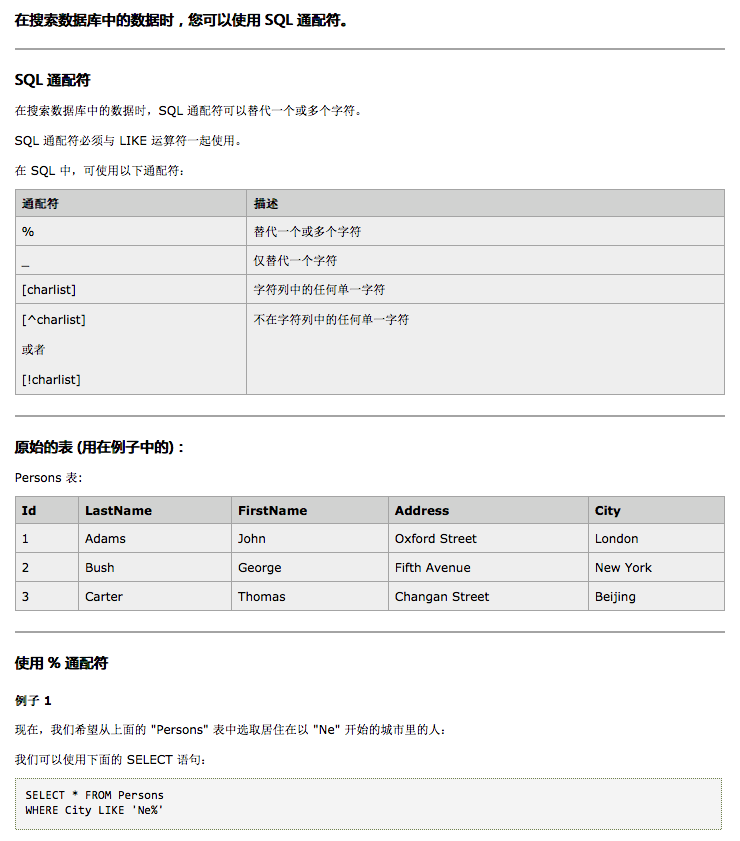 在搜索数据库中的数据时，您可以使用 SQL 通配符。
SQL 通配符
在搜索数据库中的数据时，SQL 通配符可以替代一个或多个字符。
SQL 通配符必须与 LIKE 运算符一起使用。
在 SQL 中，可使用以下通配符：
通配符 描述
% 替代一个或多个字符
_ 仅替代一个字符
[charlist] 字符列中的任何单一字符
[^charlist] 不在字符列中的任何单一字符
或者
[!charlist]
原始的表 (用在例子中的)：
Persons 表:
Id LastName FirstName Address City
1 Adams John Oxford Street London
2 Bush George Fifth Avenue New York
3 Carter Thomas Changan Street Beijing
使用 % 通配符
例子 1
现在，我们希望从上面的 "Persons" 表中选取居住在以 "Ne" 开始的城市里的人：
我们可以使用下面的 SELECT 语句：
SELECT * FROM Persons
WHERE City LIKE 'Ne%'